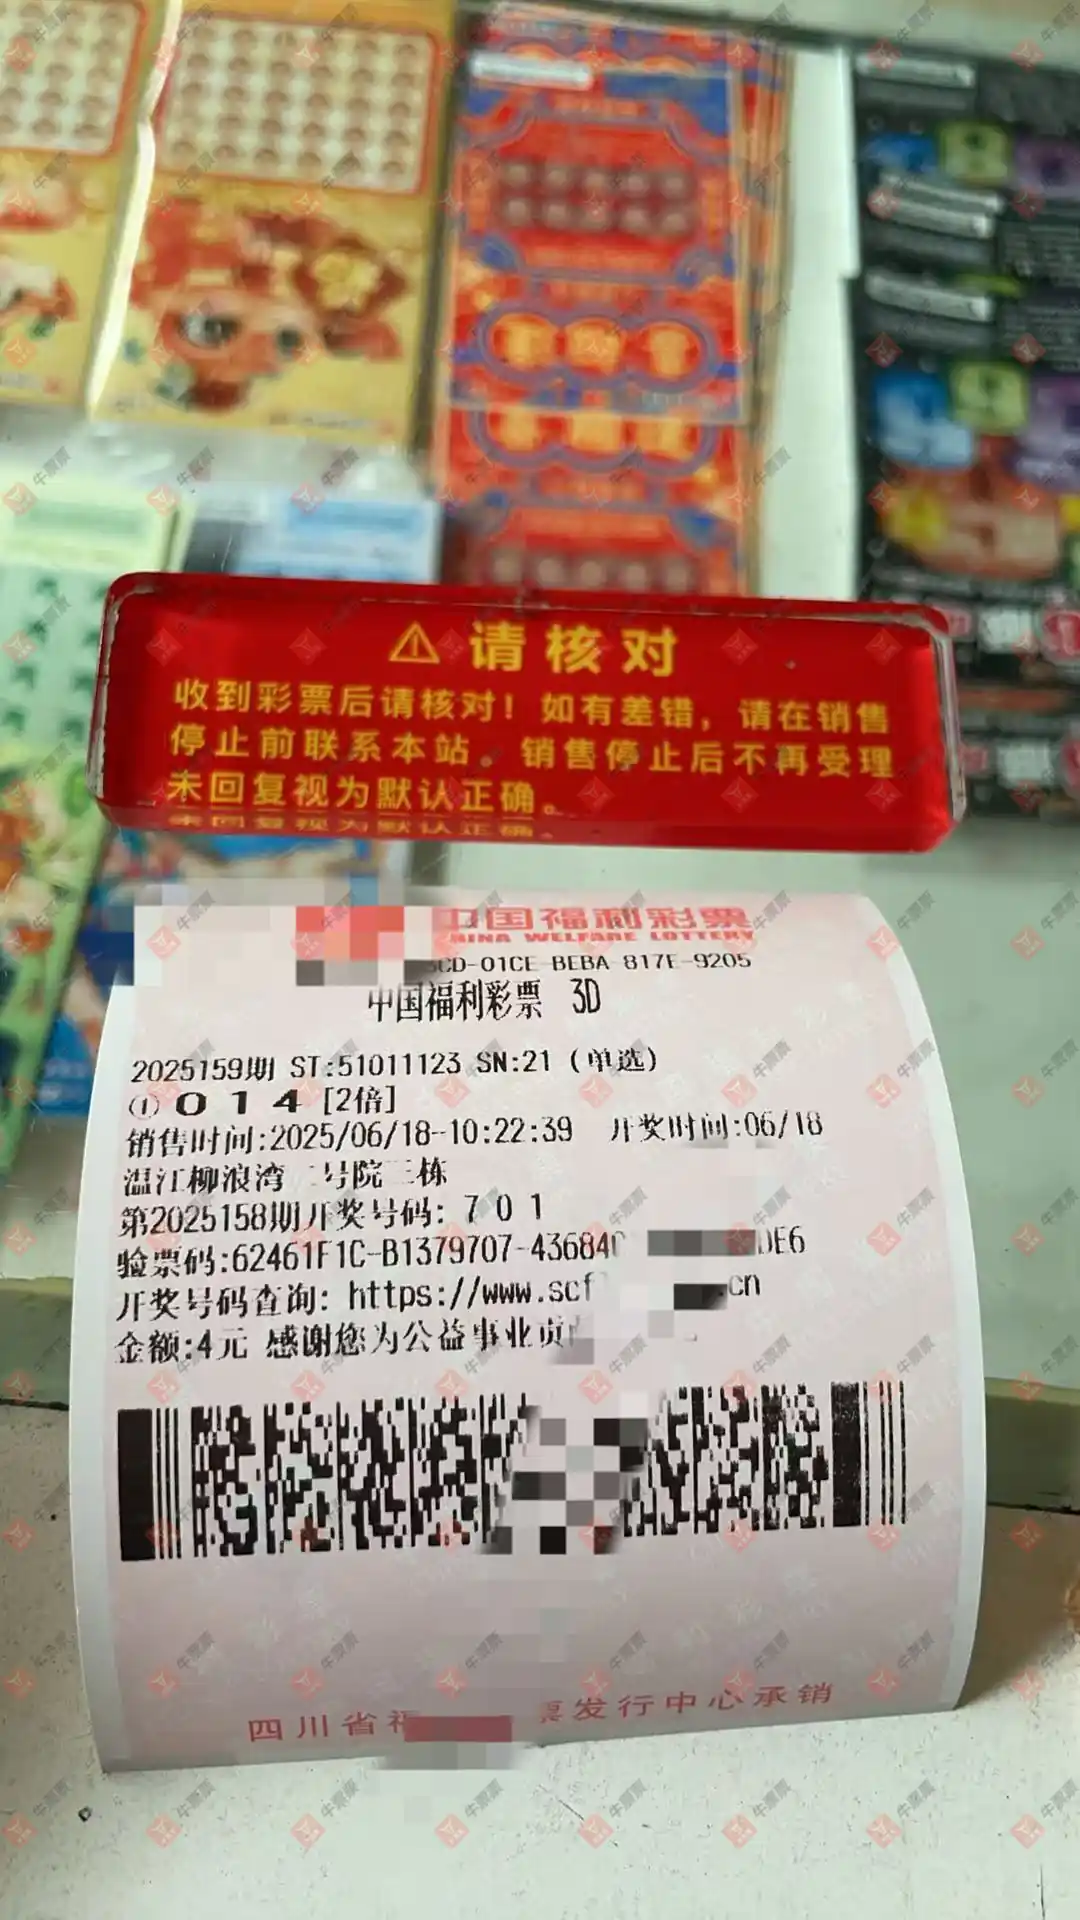 ⚠ 请核对
收到彩票后请核对！如有差错，请在销售
停止前联系本站。销售停止后不再受理
未回复视为默认正确。
中国福利彩票
CHINA WELFARE LOTTERY
CD-01CE-BEBA-817E-9205
中国福利彩票 3D
2025159期 ST:51011123 SN:21 (单选)
① 0 1 4 [2倍]
销售时间:2025/06/18-10:22:39 开奖时间:06/18
温江柳浪湾 号院三栋
第2025158期开奖号码: 7 0 1
验票码:62461F1C-B1379707-43684 DE6
开奖号码查询: https://www.scf .cn
金额:4元 感谢您为公益事业贡
四川省福 票发行中心承销
牛票票